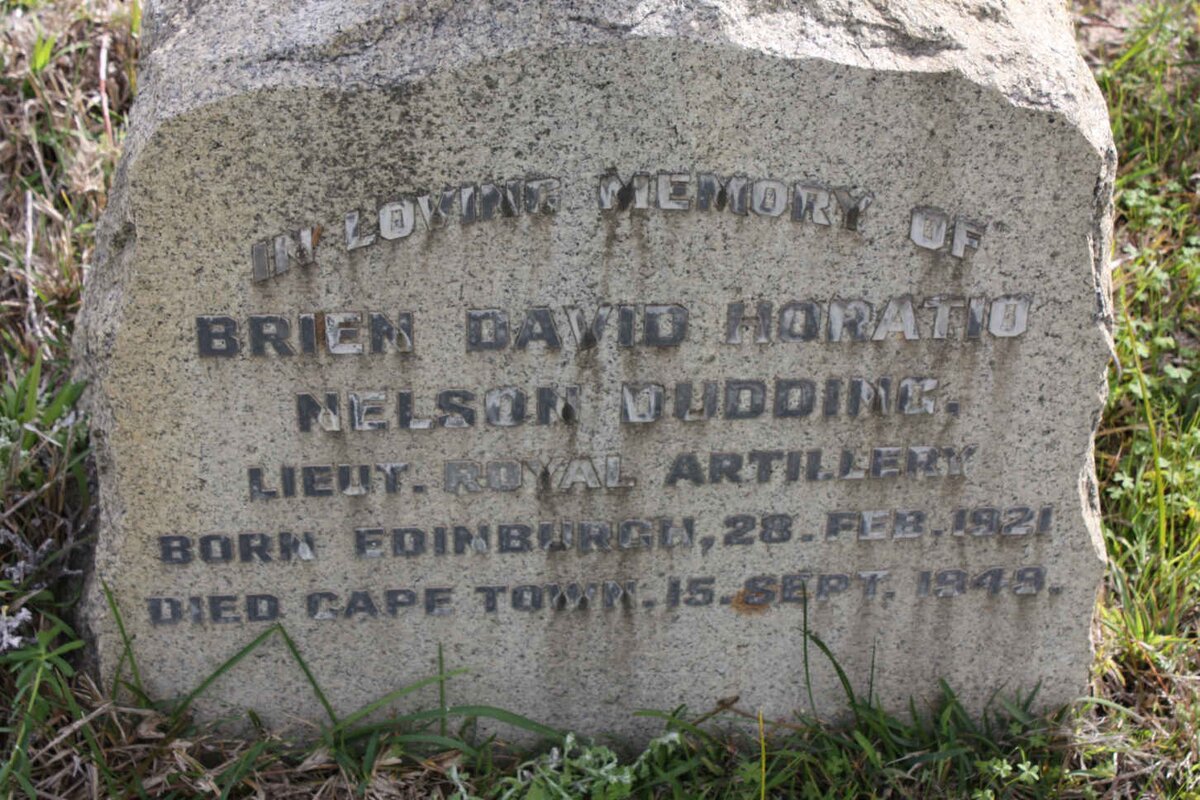 IN LOVING MEMORY OF
BRIEN DAVID HORATIO
NELSON DUDDING.
LIEUT. ROYAL ARTILLERY
BORN EDINBURGH, 28. FEB. 1921
DIED CAPE TOWN. 15. SEPT. 1949.